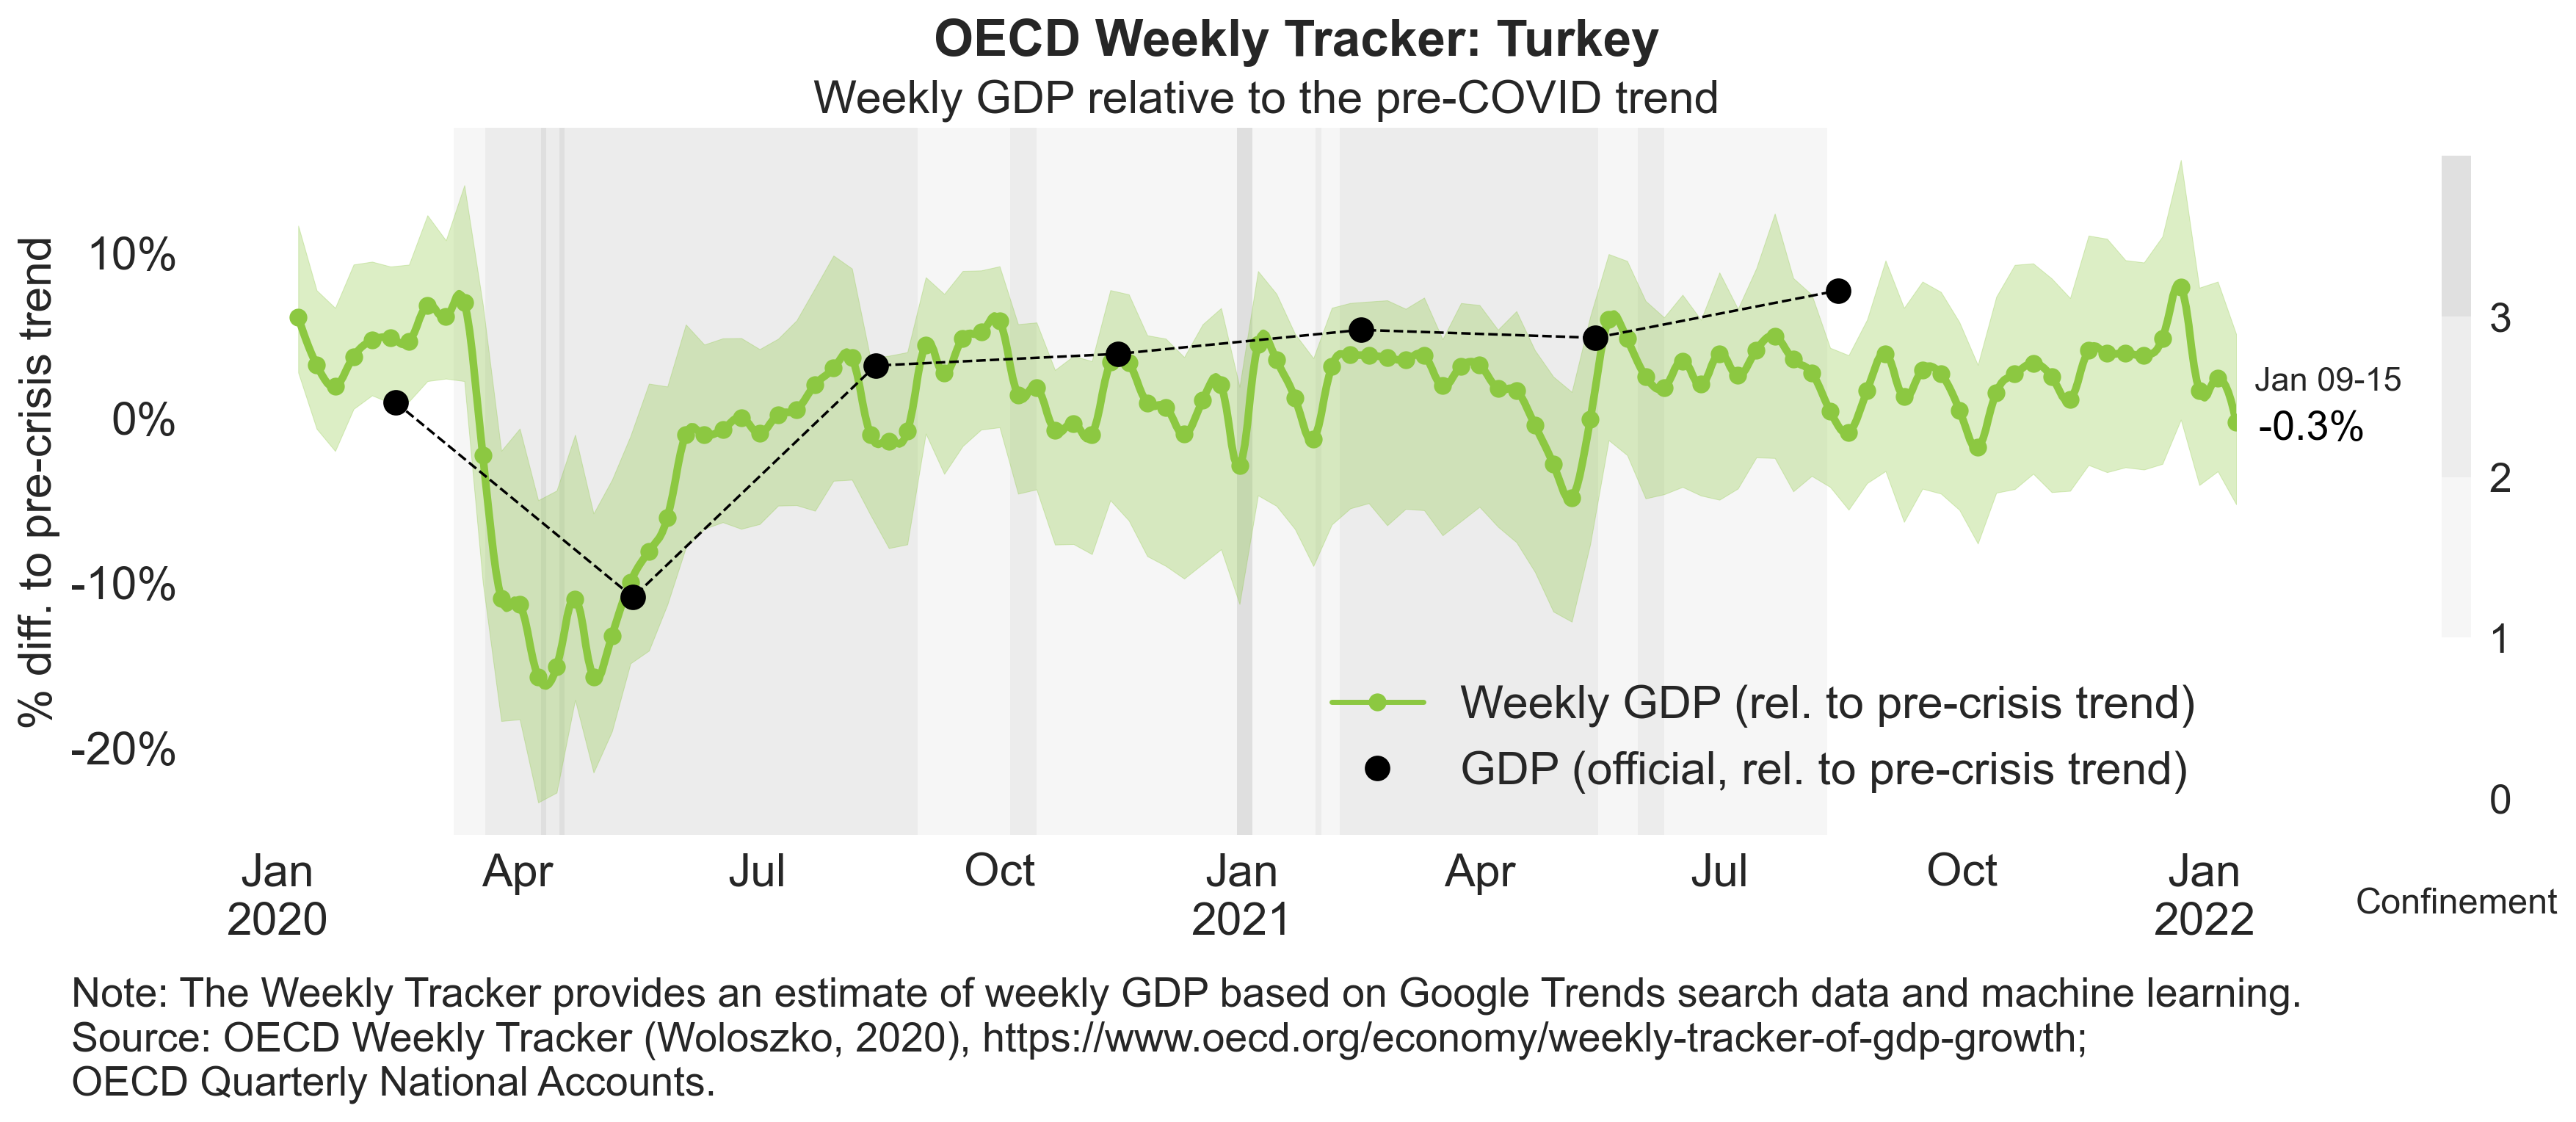 OECD Weekly Tracker: Turkey
Weekly GDP relative to the pre-COVID trend
% diff. to pre-crisis trend
10%
0%
-10%
-20%
Jan 09-15
-0.3%
3
2
1
0
Weekly GDP (rel. to pre-crisis trend)
GDP (official, rel. to pre-crisis trend)
Jan Apr Jul Oct Jan Apr Jul Oct Jan
2020 2021 2022
Confinement
Note: The Weekly Tracker provides an estimate of weekly GDP based on Google Trends search data and machine learning.
Source: OECD Weekly Tracker (Woloszko, 2020), https://www.oecd.org/economy/weekly-tracker-of-gdp-growth;
OECD Quarterly National Accounts.